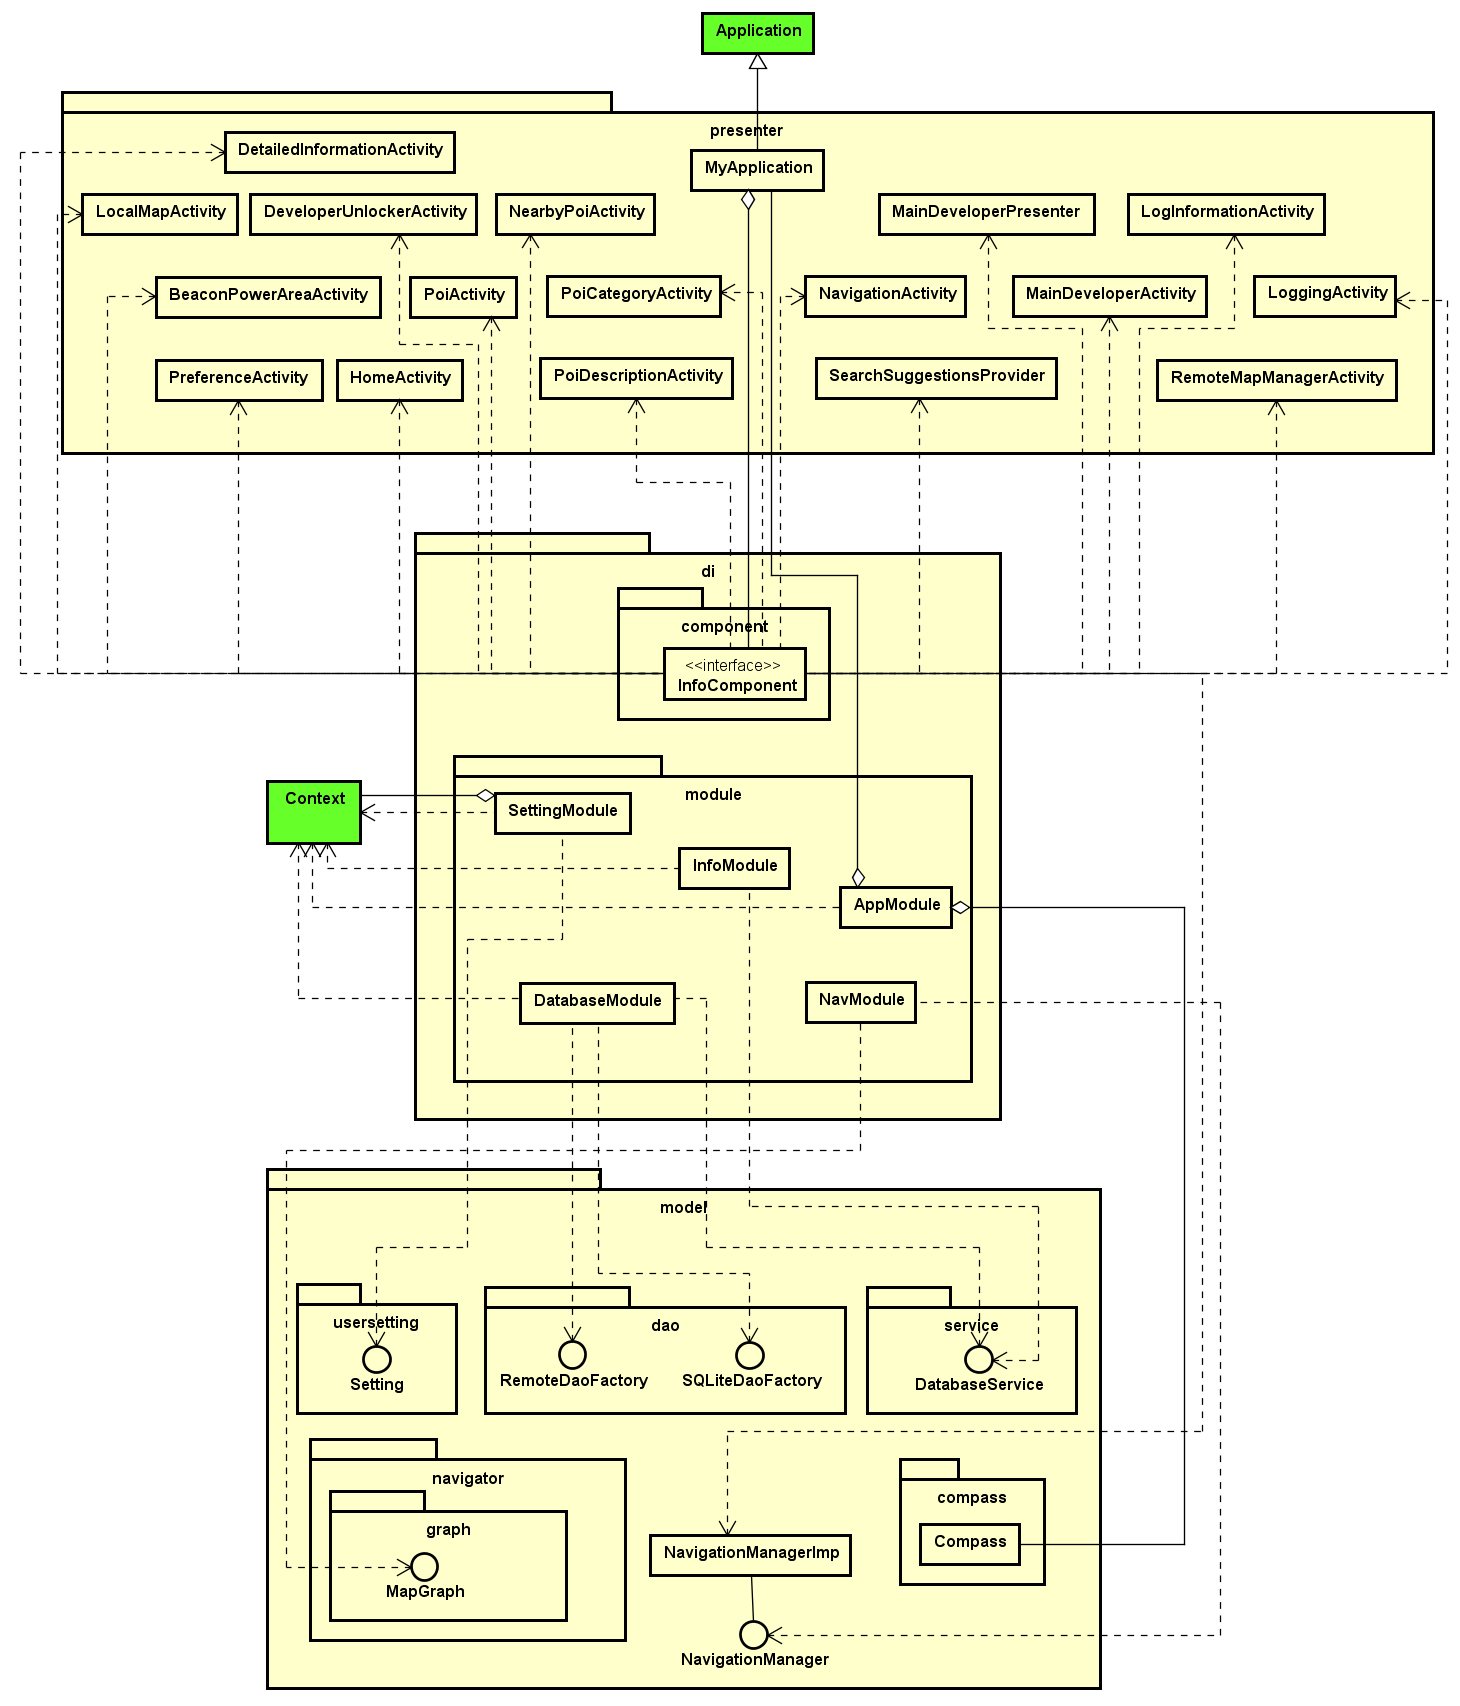 Application
presenter
DetailedInformationActivity
MyApplication
LocalMapActivity
DeveloperUnlockerActivity
NearbyPoiActivity
MainDeveloperPresenter
LogInformationActivity
BeaconPowerAreaActivity
PoiActivity
PoiCategoryActivity
NavigationActivity
MainDeveloperActivity
LoggingActivity
PreferenceActivity
HomeActivity
PoiDescriptionActivity
SearchSuggestionsProvider
RemoteMapManagerActivity
di
component
<<interface>>
InfoComponent
module
Context
SettingModule
InfoModule
AppModule
DatabaseModule
NavModule
model
usersetting
dao
service
Setting
RemoteDaoFactory
SQLiteDaoFactory
DatabaseService
navigator
compass
graph
Compass
NavigationManagerImp
MapGraph
NavigationManager